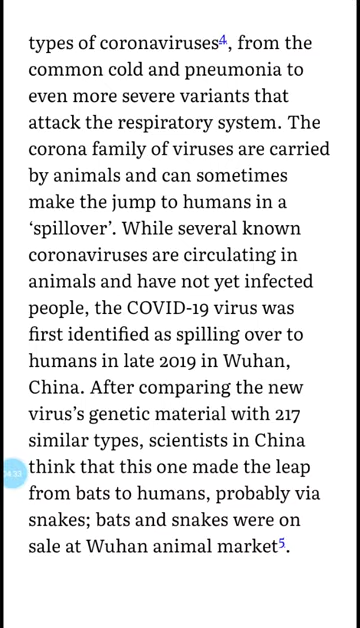 types of coronaviruses4, from the
common cold and pneumonia to
even more severe variants that
attack the respiratory system. The
corona family of viruses are carried
by animals and can sometimes
make the jump to humans in a
‘spillover’. While several known
coronaviruses are circulating in
animals and have not yet infected
people, the COVID-19 virus was
first identified as spilling over to
humans in late 2019 in Wuhan,
China. After comparing the new
virus’s genetic material with 217
similar types, scientists in China
think that this one made the leap
from bats to humans, probably via
snakes; bats and snakes were on
sale at Wuhan animal market5.